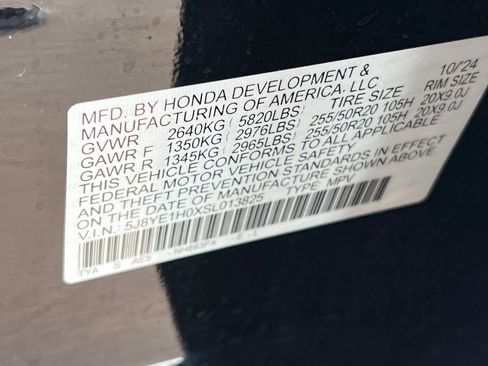 MFD. BY HONDA DEVELOPMENT & 10/24
MANUFACTURING OF AMERICA, LLC
GVWR 2640KG ( 5820LBS) TIRE SIZE RIM SIZE
GAWR F 1350KG ( 2976LBS) 255/50R20 105H 20X9.0J
GAWR R 1345KG ( 2965LBS) 255/50R20 105H 20X9.0J
THIS VEHICLE CONFORMS TO ALL APPLICABLE
FEDERAL MOTOR VEHICLE SAFETY
AND THEFT PREVENTION STANDARDS IN EFFECT
ON THE DATE OF MANUFACTURE SHOWN ABOVE.
V.I.N.: 5J8YE1H0XSL013825 TYPE: MPV
TYA S AE5